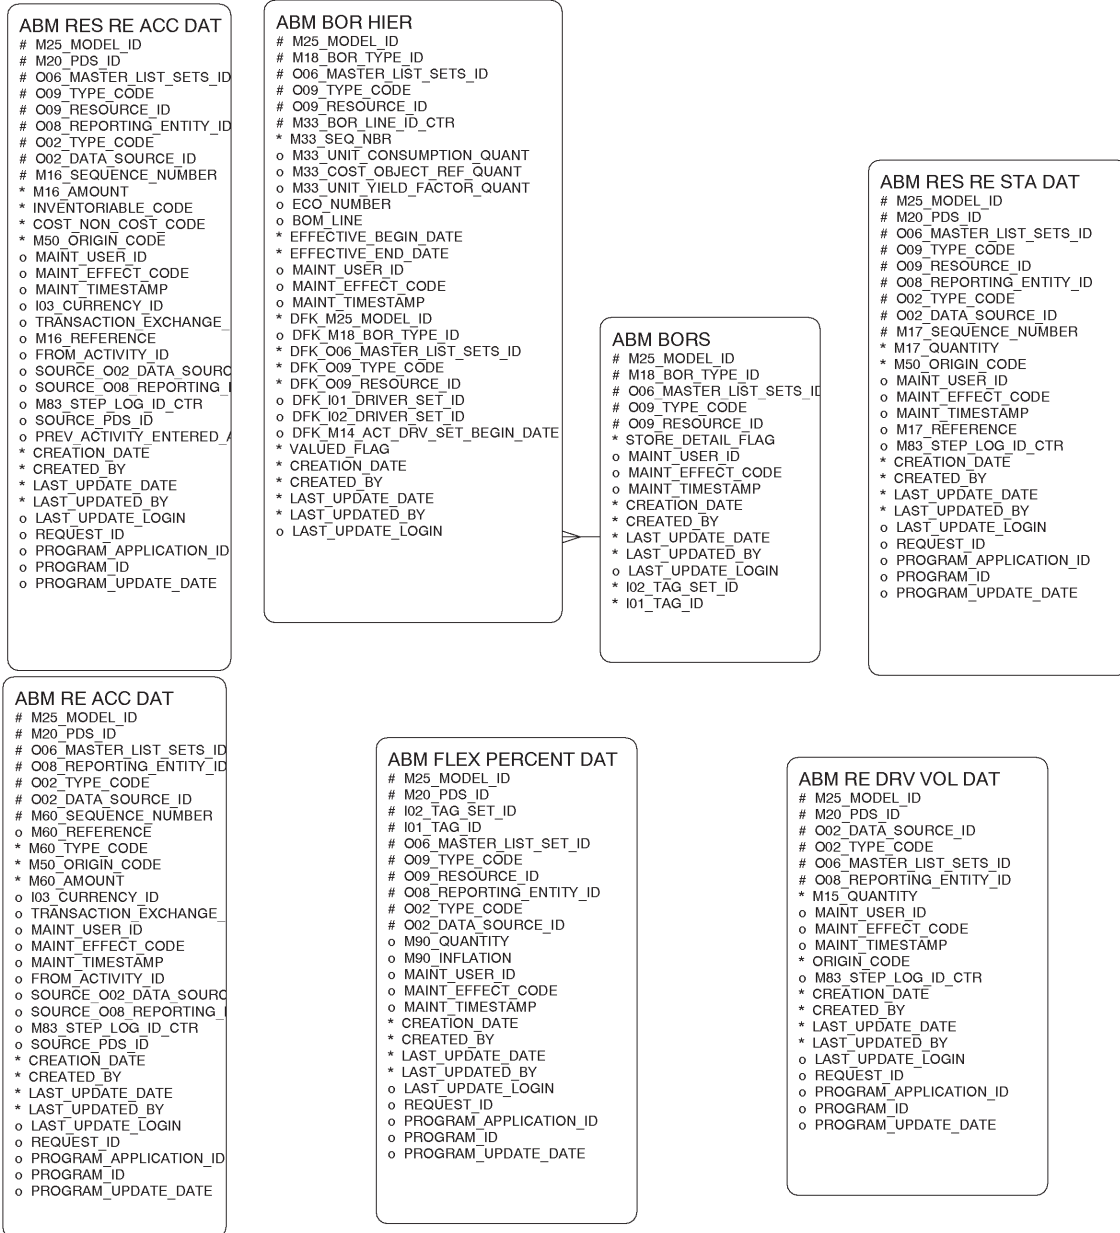 ABM RES RE ACC DAT
# M25_MODEL_ID
# M20_PDS_ID
# O06_MASTER_LIST_SETS_ID
# O09_TYPE_CODE
# O09_RESOURCE_ID
# O08_REPORTING_ENTITY_ID
# O02_TYPE_CODE
# O02_DATA_SOURCE_ID
# M16_SEQUENCE_NUMBER
* M16_AMOUNT
* INVENTORIABLE_CODE
* COST_NON_COST_CODE
* M50_ORIGIN_CODE
o MAINT_USER_ID
o MAINT_EFFECT_CODE
o MAINT_TIMESTAMP
o I03_CURRENCY_ID
o TRANSACTION_EXCHANGE_
o M16_REFERENCE
o FROM_ACTIVITY_ID
o SOURCE_O02_DATA_SOURC
o SOURCE_O08_REPORTING_
o M83_STEP_LOG_ID_CTR
o SOURCE_PDS_ID
o PREV_ACTIVITY_ENTERED_
* CREATION_DATE
* CREATED_BY
* LAST_UPDATE_DATE
* LAST_UPDATED_BY
o LAST_UPDATE_LOGIN
o REQUEST_ID
o PROGRAM_APPLICATION_ID
o PROGRAM_ID
o PROGRAM_UPDATE_DATE
ABM BOR HIER
# M25_MODEL_ID
# M18_BOR_TYPE_ID
# O06_MASTER_LIST_SETS_ID
# O09_TYPE_CODE
# O09_RESOURCE_ID
# M33_BOR_LINE_ID_CTR
* M33_SEQ_NBR
o M33_UNIT_CONSUMPTION_QUANT
o M33_COST_OBJECT_REF_QUANT
o M33_UNIT_YIELD_FACTOR_QUANT
o ECO_NUMBER
o BOM_LINE
* EFFECTIVE_BEGIN_DATE
* EFFECTIVE_END_DATE
o MAINT_USER_ID
o MAINT_EFFECT_CODE
o MAINT_TIMESTAMP
* DFK_M25_MODEL_ID
o DFK_M18_BOR_TYPE_ID
* DFK_O06_MASTER_LIST_SETS_ID
* DFK_O09_TYPE_CODE
* DFK_O09_RESOURCE_ID
o DFK_I01_DRIVER_SET_ID
o DFK_I02_DRIVER_SET_ID
o DFK_M14_ACT_DRV_SET_BEGIN_DATE
* VALUED_FLAG
* CREATION_DATE
* CREATED_BY
* LAST_UPDATE_DATE
* LAST_UPDATED_BY
o LAST_UPDATE_LOGIN
ABM BORS
# M25_MODEL_ID
# M18_BOR_TYPE_ID
# O06_MASTER_LIST_SETS_ID
# O09_TYPE_CODE
# O09_RESOURCE_ID
* STORE_DETAIL_FLAG
o MAINT_USER_ID
o MAINT_EFFECT_CODE
o MAINT_TIMESTAMP
* CREATION_DATE
* CREATED_BY
* LAST_UPDATE_DATE
* LAST_UPDATED_BY
o LAST_UPDATE_LOGIN
* I02_TAG_SET_ID
* I01_TAG_ID
ABM RES RE STA DAT
# M25_MODEL_ID
# M20_PDS_ID
# O06_MASTER_LIST_SETS_ID
# O09_TYPE_CODE
# O09_RESOURCE_ID
# O08_REPORTING_ENTITY_ID
# O02_TYPE_CODE
# O02_DATA_SOURCE_ID
# M17_SEQUENCE_NUMBER
* M17_QUANTITY
* M50_ORIGIN_CODE
o MAINT_USER_ID
o MAINT_EFFECT_CODE
o MAINT_TIMESTAMP
o M17_REFERENCE
o M83_STEP_LOG_ID_CTR
* CREATION_DATE
* CREATED_BY
* LAST_UPDATE_DATE
* LAST_UPDATED_BY
o LAST_UPDATE_LOGIN
o REQUEST_ID
o PROGRAM_APPLICATION_ID
o PROGRAM_ID
o PROGRAM_UPDATE_DATE
ABM RE ACC DAT
# M25_MODEL_ID
# M20_PDS_ID
# O06_MASTER_LIST_SETS_ID
# O08_REPORTING_ENTITY_ID
# O02_TYPE_CODE
# O02_DATA_SOURCE_ID
# M60_SEQUENCE_NUMBER
o M60_REFERENCE
* M60_TYPE_CODE
* M50_ORIGIN_CODE
* M60_AMOUNT
o I03_CURRENCY_ID
o TRANSACTION_EXCHANGE_
o MAINT_USER_ID
o MAINT_EFFECT_CODE
o MAINT_TIMESTAMP
o FROM_ACTIVITY_ID
o SOURCE_O02_DATA_SOURC
o SOURCE_O08_REPORTING_
o M83_STEP_LOG_ID_CTR
o SOURCE_PDS_ID
* CREATION_DATE
* CREATED_BY
* LAST_UPDATE_DATE
* LAST_UPDATED_BY
o LAST_UPDATE_LOGIN
o REQUEST_ID
o PROGRAM_APPLICATION_ID
o PROGRAM_ID
o PROGRAM_UPDATE_DATE
ABM FLEX PERCENT DAT
# M25_MODEL_ID
# M20_PDS_ID
# I02_TAG_SET_ID
# I01_TAG_ID
# O06_MASTER_LIST_SET_ID
# O09_TYPE_CODE
# O09_RESOURCE_ID
# O08_REPORTING_ENTITY_ID
# O02_TYPE_CODE
# O02_DATA_SOURCE_ID
o M90_QUANTITY
o M90_INFLATION
o MAINT_USER_ID
o MAINT_EFFECT_CODE
o MAINT_TIMESTAMP
* CREATION_DATE
* CREATED_BY
* LAST_UPDATE_DATE
* LAST_UPDATED_BY
o LAST_UPDATE_LOGIN
o REQUEST_ID
o PROGRAM_APPLICATION_ID
o PROGRAM_ID
o PROGRAM_UPDATE_DATE
ABM RE DRV VOL DAT
# M25_MODEL_ID
# M20_PDS_ID
# O02_DATA_SOURCE_ID
# O02_TYPE_CODE
# O06_MASTER_LIST_SETS_ID
# O08_REPORTING_ENTITY_ID
* M15_QUANTITY
o MAINT_USER_ID
o MAINT_EFFECT_CODE
o MAINT_TIMESTAMP
* ORIGIN_CODE
o M83_STEP_LOG_ID_CTR
* CREATION_DATE
* CREATED_BY
* LAST_UPDATE_DATE
* LAST_UPDATED_BY
o LAST_UPDATE_LOGIN
o REQUEST_ID
o PROGRAM_APPLICATION_ID
o PROGRAM_ID
o PROGRAM_UPDATE_DATE